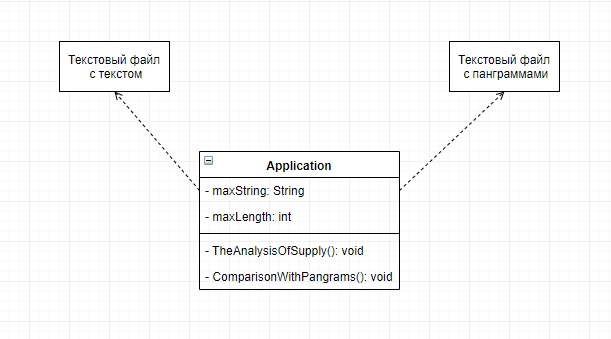 Текстовый файл
с текстом
Текстовый файл
с панграммами
Application
- maxString: String
- maxLength: int
- TheAnalysisOfSupply(): void
- ComparisonWithPangrams(): void